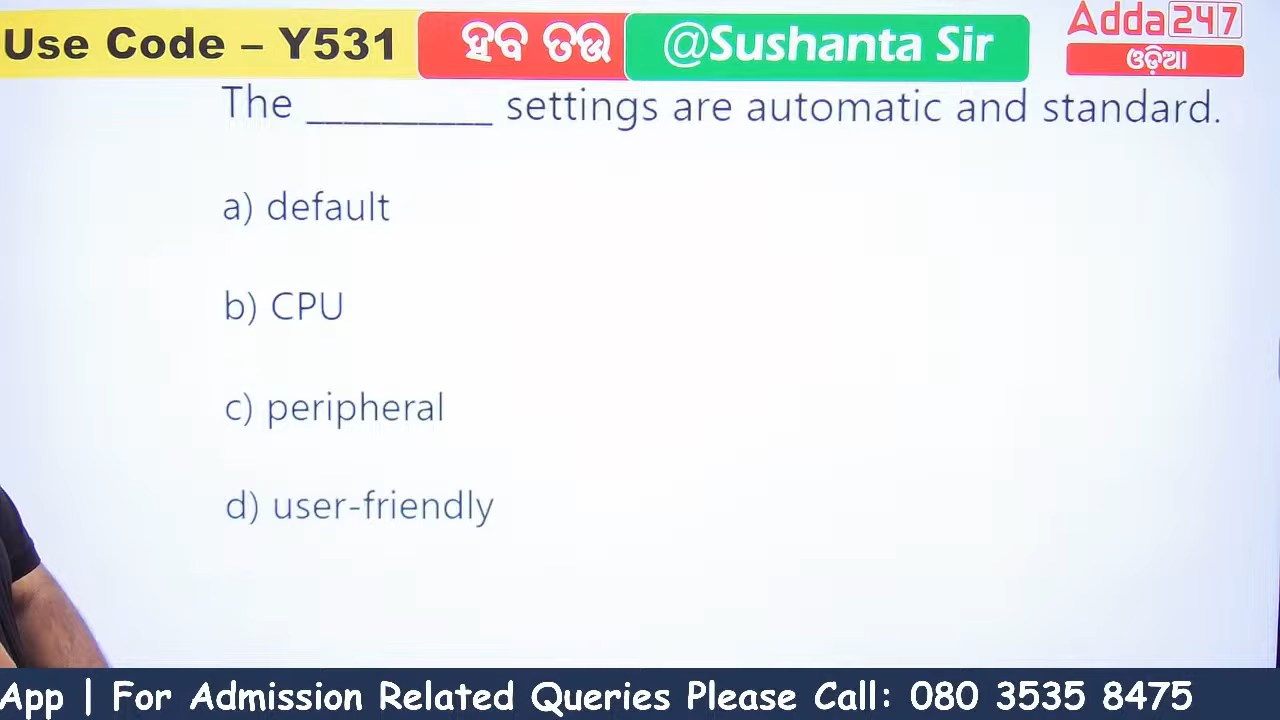 Use Code – Y531 ହବ ତଉ @Sushanta Sir Adda247
ଓଡ଼ିଆ
The __________ settings are automatic and standard.
a) default
b) CPU
c) peripheral
d) user-friendly
App | For Admission Related Queries Please Call: 080 3535 8475